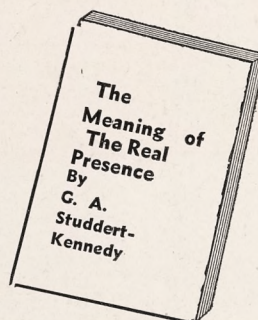 The
Meaning of
The Real
Presence
By
G. A.
Studdert-
Kennedy